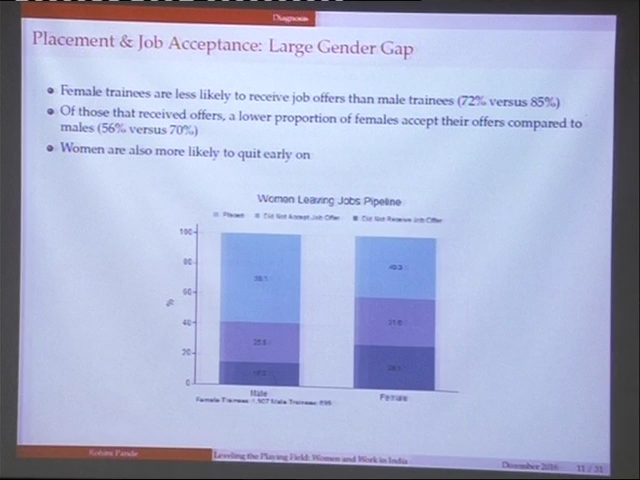 Diagnosis
Placement & Job Acceptance: Large Gender Gap
Female trainees are less likely to receive job offers than male trainees (72% versus 85%)
Of those that received offers, a lower proportion of females accept their offers compared to
males (56% versus 70%)
Women are also more likely to quit early on
Women Leaving Jobs Pipeline
Placed Did Not Accept Job Offer Did Not Receive Job Offer
100
80
60
40
20
0
%
Male
Female
Female Trainees: Male Trainees:
Rohini Pande
Leveling the Playing Field: Women and Work in India
December 2016
11 / 31